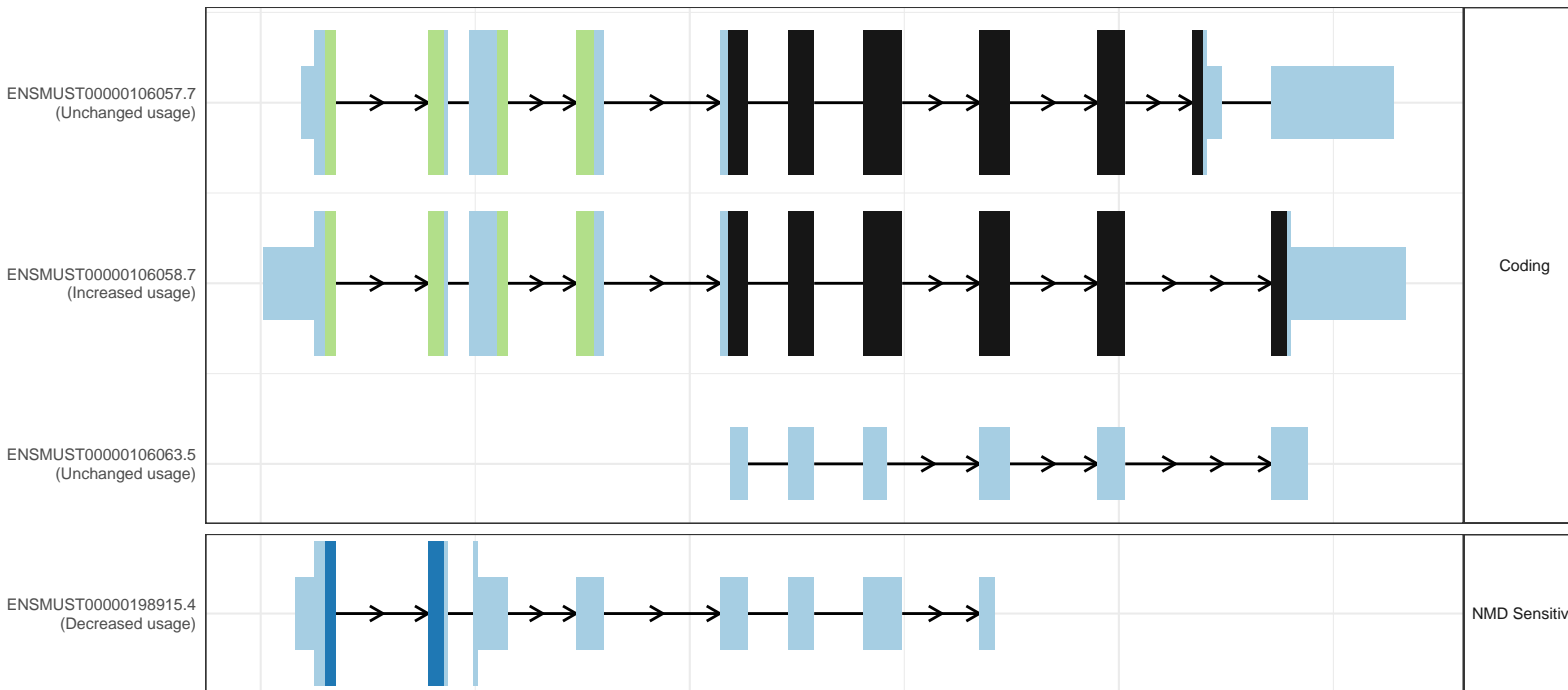 ENSMUST00000106057.7
(Unchanged usage)
ENSMUST00000106058.7
(Increased usage)
Coding
ENSMUST00000106063.5
(Unchanged usage)
ENSMUST00000198915.4
(Decreased usage)
NMD Sensitiv